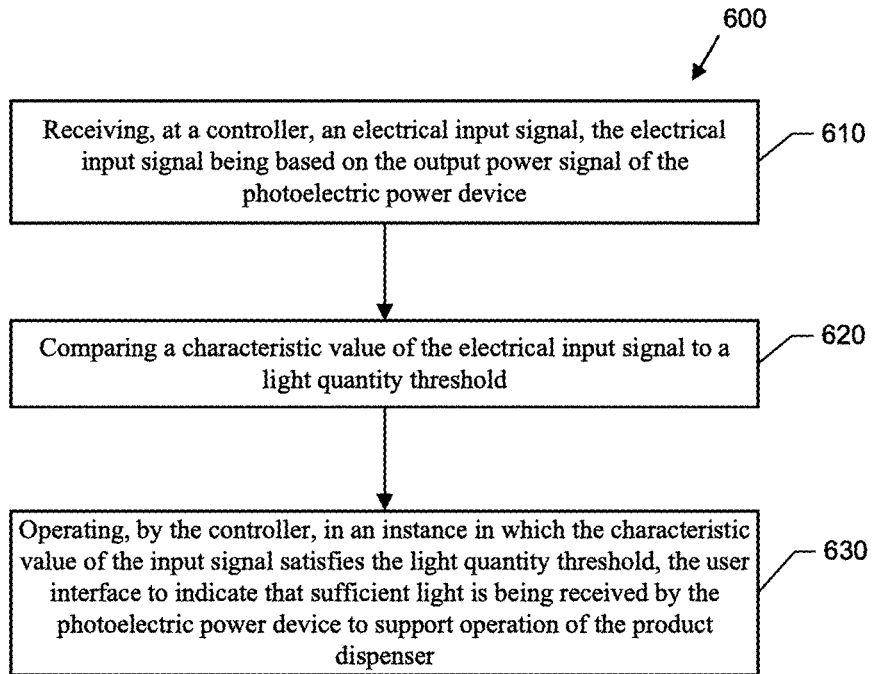 600
Receiving, at a controller, an electrical input signal, the electrical
input signal being based on the output power signal of the
photoelectric power device
610
Comparing a characteristic value of the electrical input signal to a
light quantity threshold
620
Operating, by the controller, in an instance in which the characteristic
value of the input signal satisfies the light quantity threshold, the user
interface to indicate that sufficient light is being received by the
photoelectric power device to support operation of the product
dispenser
630